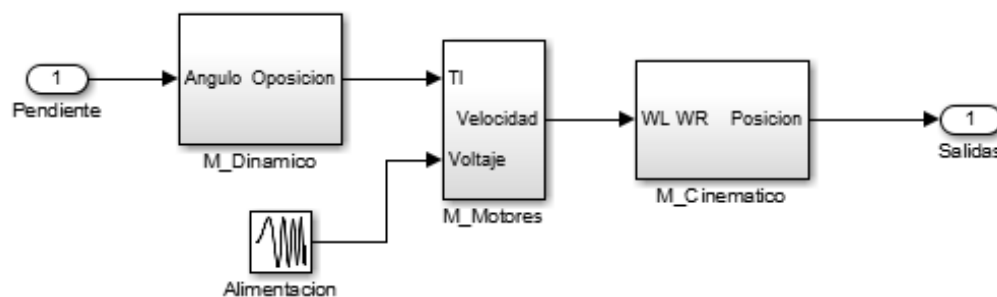 1
Pendiente
Angulo Oposicion
M_Dinamico
Alimentacion
Tl
Velocidad
Voltaje
M_Motores
WL WR Posicion
M_Cinematico
1
Salidas